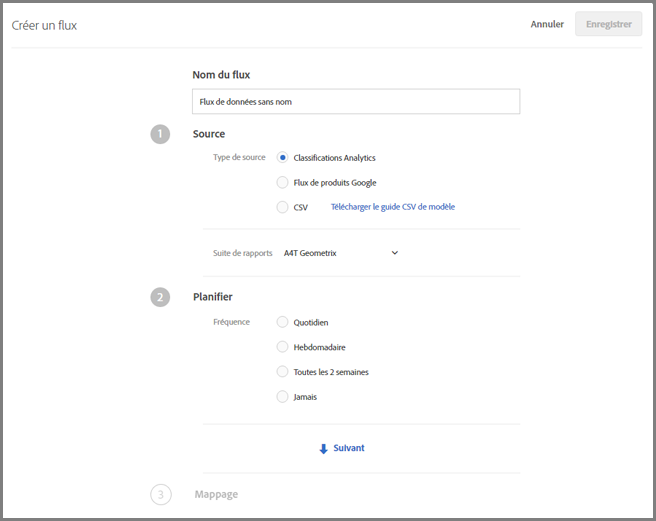 Créer un flux
Annuler
Enregistrer
Nom du flux
Flux de données sans nom
1 Source
Type de source Classifications Analytics
Flux de produits Google
CSV Télécharger le guide CSV de modèle
Suite de rapports A4T Geometrix
2 Planifier
Fréquence Quotidien
Hebdomadaire
Toutes les 2 semaines
Jamais
Suivant
3 Mappage